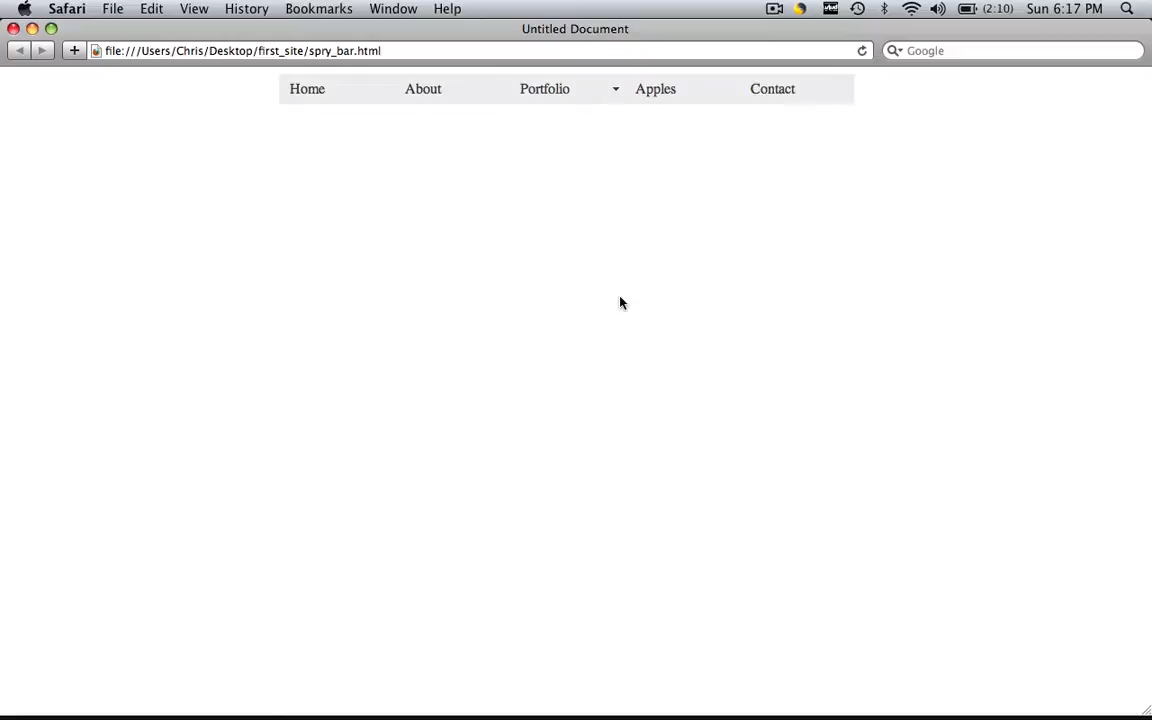 Safari File Edit View History Bookmarks Window Help (2:10) Sun 6:17 PM
Untitled Document
file:///Users/Chris/Desktop/first_site/spry_bar.html Google
Home About Portfolio Apples Contact